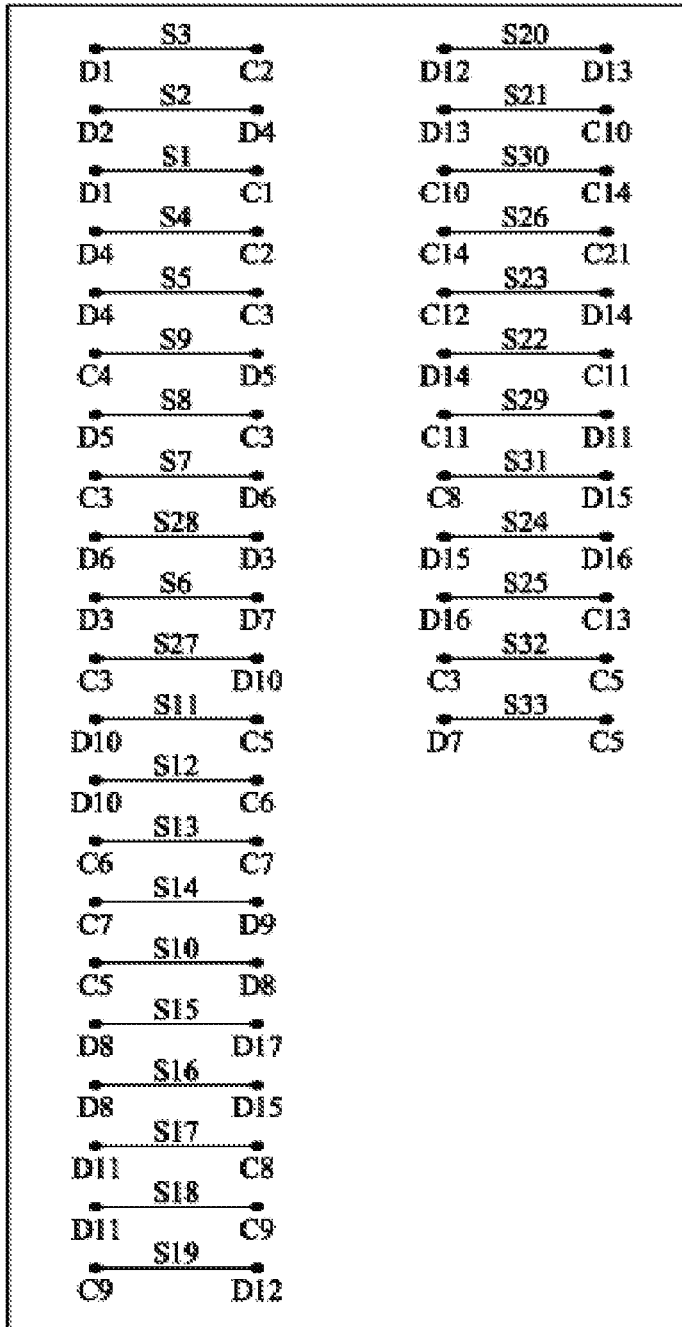 S3
D1 C2
S2
D2 D4
S1
D1 C1
S4
D4 C2
S5
D4 C3
S9
C4 D5
S8
D5 C3
S7
C3 D6
S28
D6 D3
S6
D3 D7
S27
C3 D10
S11
D10 C5
S12
D10 C6
S13
C6 C7
S14
C7 D9
S10
C5 D8
S15
D8 D17
S16
D8 D15
S17
D11 C8
S18
D11 C9
S19
C9 D12
S20
D12 D13
S21
D13 C10
S30
C10 C14
S26
C14 C21
S23
C12 D14
S22
D14 C11
S29
C11 D11
S31
C8 D15
S24
D15 D16
S25
D16 C13
S32
C3 C5
S33
D7 C5